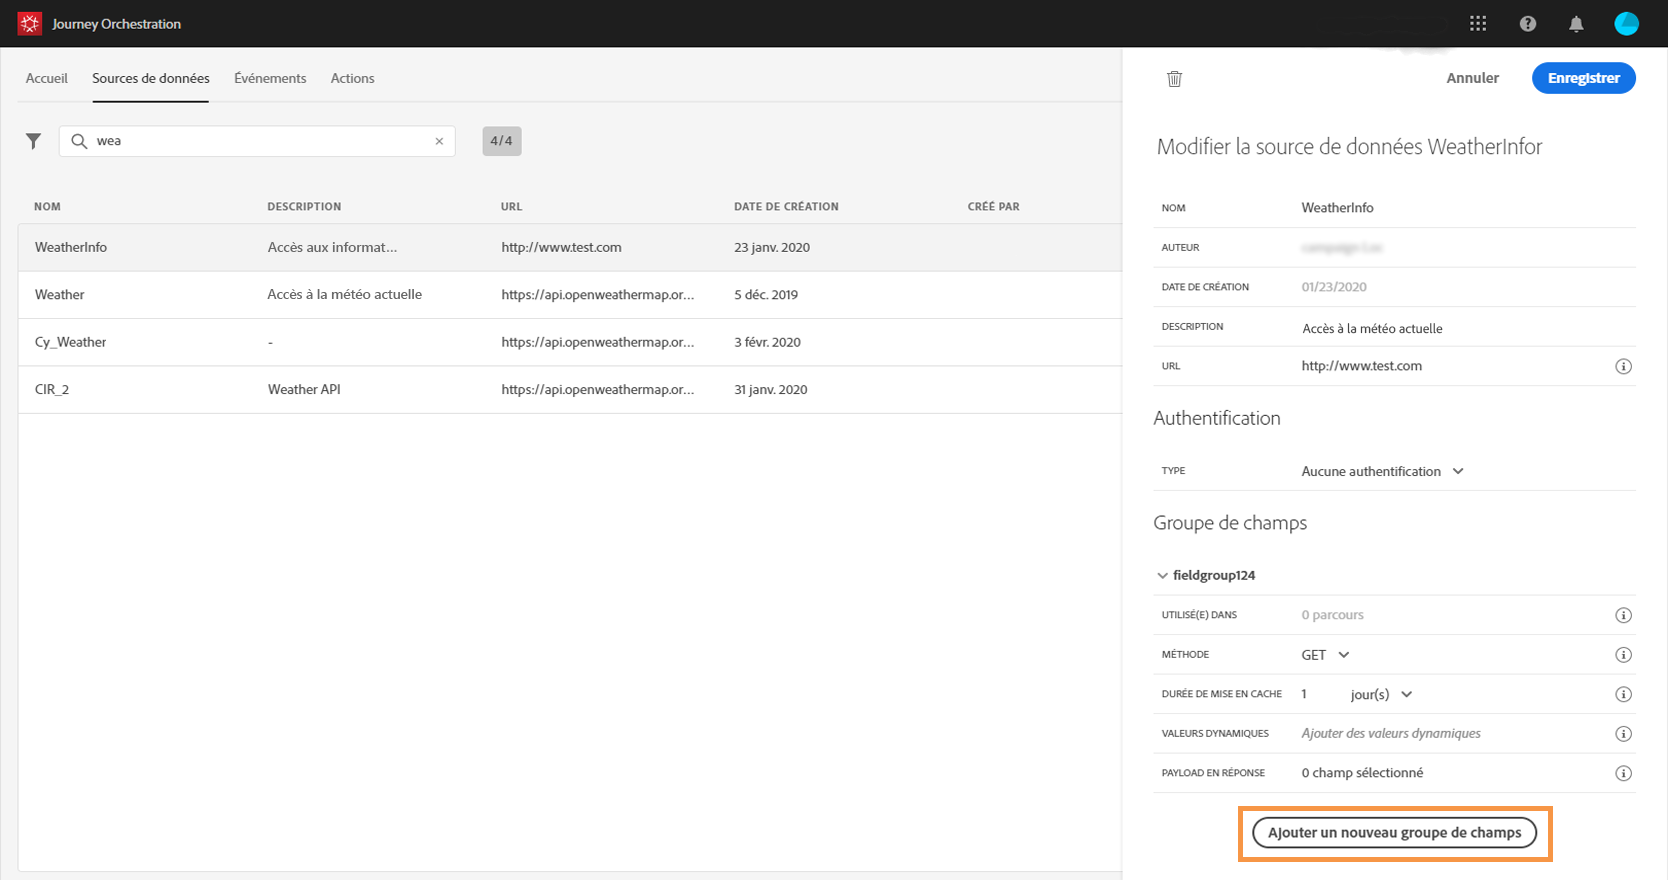 Journey Orchestration
Accueil Sources de données Événements Actions
wea 4/4
NOM DESCRIPTION URL DATE DE CRÉATION CRÉÉ PAR
WeatherInfo Accès aux informat... http://www.test.com 23 janv. 2020
Weather Accès à la météo actuelle https://api.openweathermap.or... 5 déc. 2019
Cy_Weather - https://api.openweathermap.or... 3 févr. 2020
CIR_2 Weather API https://api.openweathermap.or... 31 janv. 2020
Annuler Enregistrer
Modifier la source de données WeatherInfor
NOM WeatherInfo
AUTEUR
DATE DE CRÉATION 01/23/2020
DESCRIPTION Accès à la météo actuelle
URL http://www.test.com
Authentification
TYPE Aucune authentification
Groupe de champs
fieldgroup124
UTILISÉ(E) DANS 0 parcours
MÉTHODE GET
DURÉE DE MISE EN CACHE 1 jour(s)
VALEURS DYNAMIQUES Ajouter des valeurs dynamiques
PAYLOAD EN RÉPONSE 0 champ sélectionné
Ajouter un nouveau groupe de champs